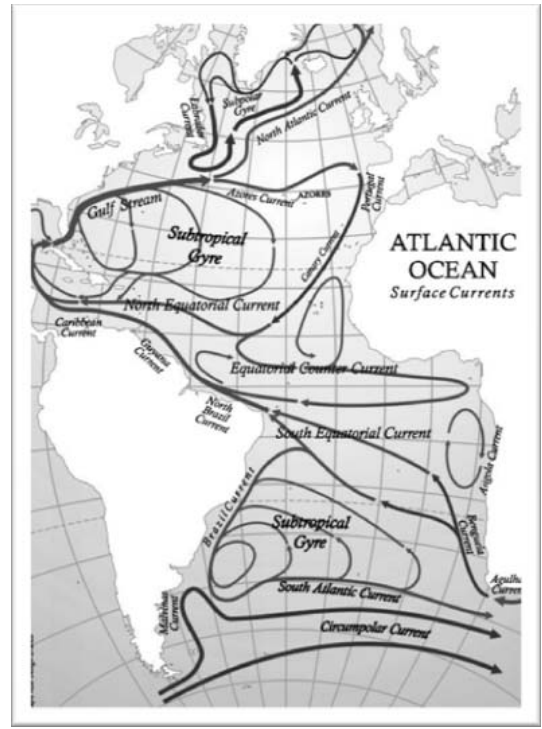 ATLANTIC
OCEAN
Surface Currents
Labrador
Current
Subpolar
Gyre
North Atlantic Current
Gulf Stream
Azores Current
AZORES
Portugal
Current
Subtropical
Gyre
Canary Current
North Equatorial Current
Caribbean
Current
Guyana
Current
Equatorial Counter Current
North
Brazil
Current
South Equatorial Current
Angola Current
Brazil Current
Subtropical
Gyre
Benguela
Current
Agulhas
Current
South Atlantic Current
Malvinas
Current
Circumpolar Current